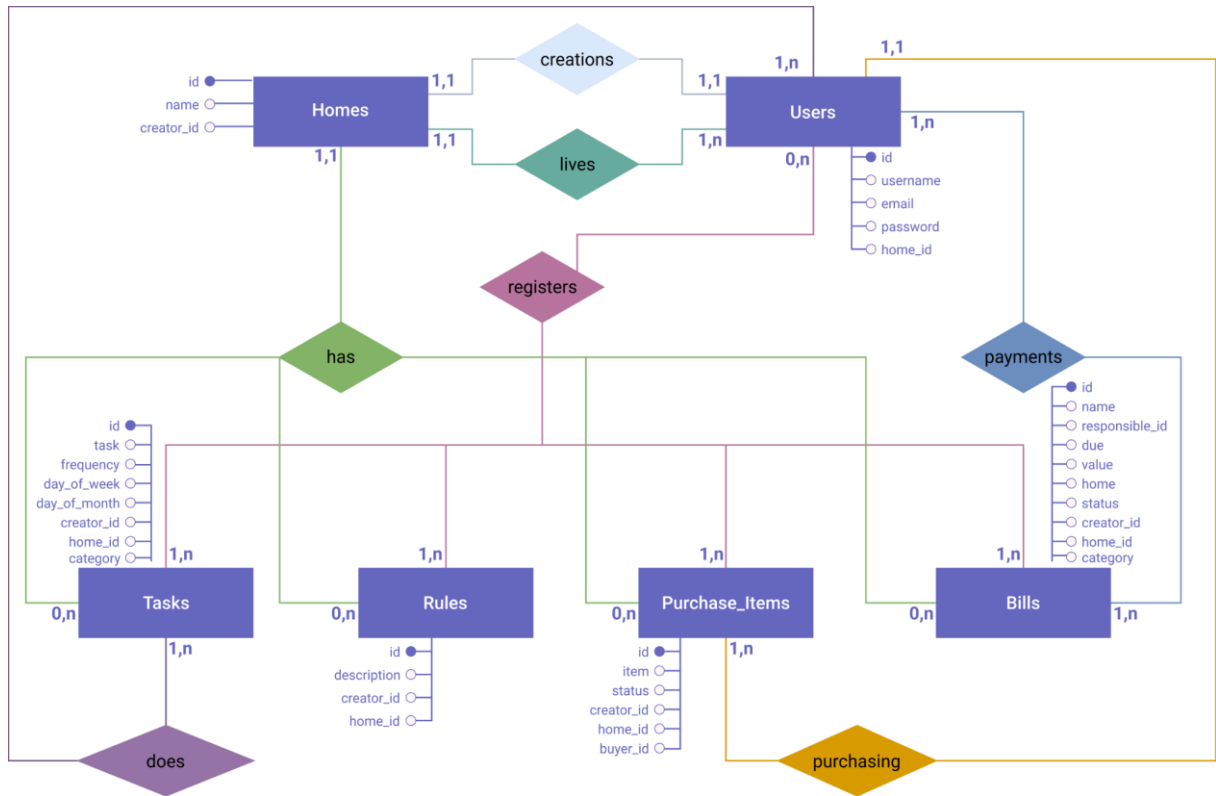 creations
1,n
1,1
id
name
creator_id
Homes
1,1
1,1
1,1
1,1
lives
1,n
Users
1,n
0,n
id
username
email
password
home_id
registers
has
payments
id
task
frequency
day_of_week
day_of_month
creator_id
home_id
category
id
name
responsible_id
due
value
home
status
creator_id
home_id
category
1,n
1,n
1,n
1,n
0,n
Tasks
0,n
Rules
0,n
Purchase_Items
0,n
Bills
1,n
1,n
1,n
id
description
creator_id
home_id
id
item
status
creator_id
home_id
buyer_id
does
purchasing